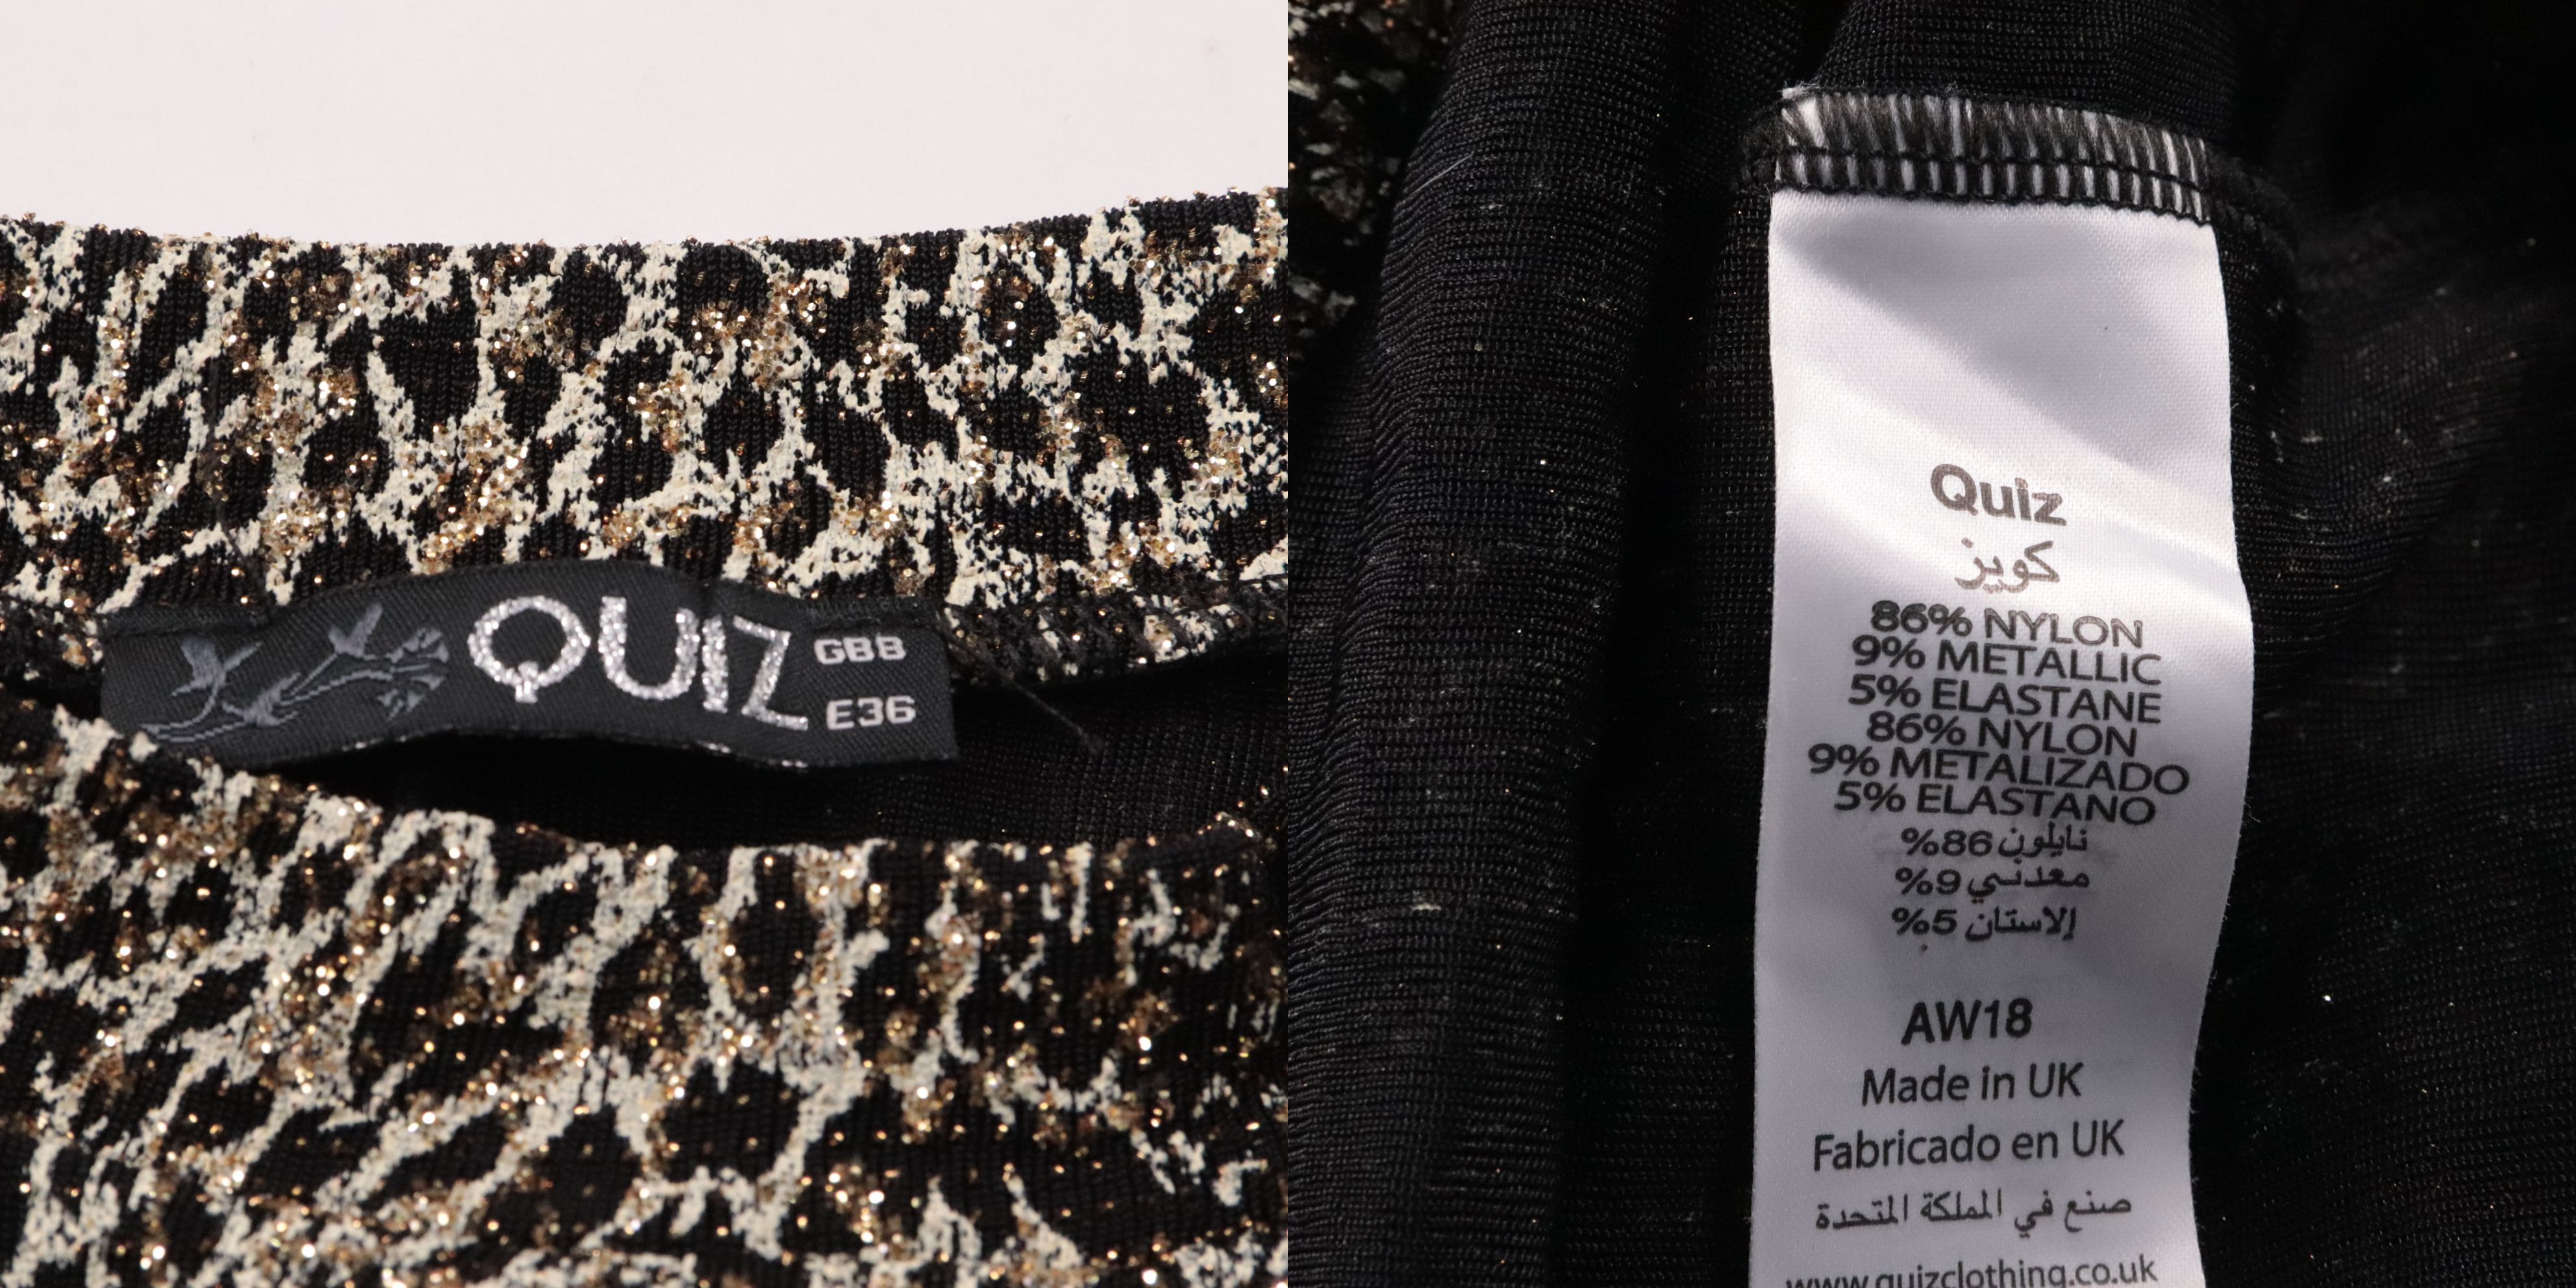 QUIZ
GB8
E36
Quiz
كويز
86% NYLON
9% METALLIC
5% ELASTANE
86% NYLON
9% METALIZADO
5% ELASTANO
نايلون 86%
معدني 9%
إلاستان 5%
AW18
Made in UK
Fabricado en UK
صنع في المملكة المتحدة
www.quizclothing.co.uk